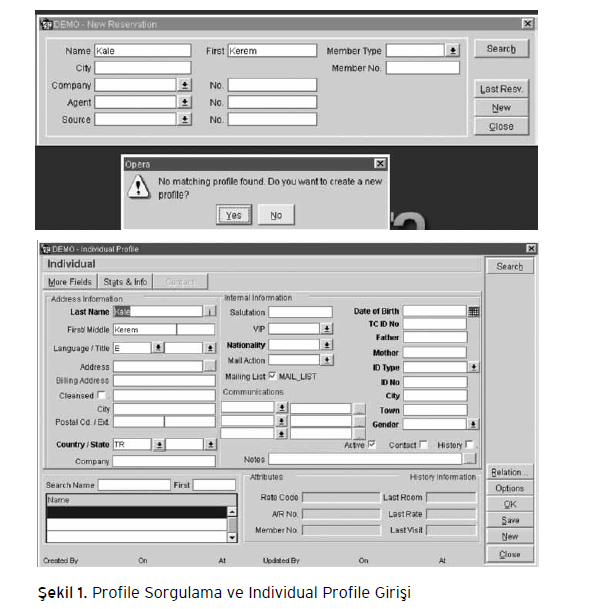 DEMO - New Reservation
Name Kale First Kerem Member Type Search
City Member No.
Company No. Last Resv.
Agent No. New
Source No. Close
Opera
No matching profile found. Do you want to create a new
profile?
Yes No
DEMO - Individual Profile
Individual Search
More Fields Stats & Info Contact
Address Information Internal Information
Last Name Kale Salutation Date of Birth
First/ Middle Kerem VIP TC ID No
Father
Language / Title E Nationality Mother
Address Mail Action ID Type
Billing Address Mailing List MAIL_LIST ID No
Cleansed Communications City
City Town
Postal Cd. / Ext. Gender
Country / State TR Active Contact History
Company Notes
Relation...
Search Name First Attributes History Information Options
Name Rate Code Last Room OK
A/R No. Last Rate Save
Member No. Last Visit New
Created By On At Updated By On At Close
Şekil 1. Profile Sorgulama ve Individual Profile Girişi